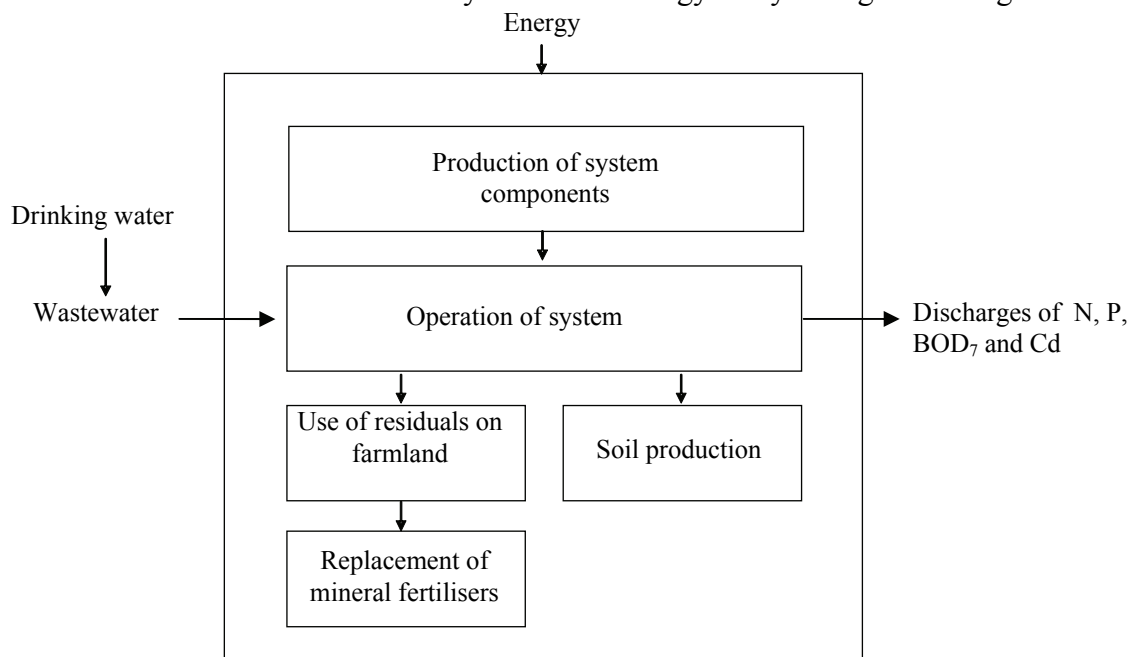 Energy
Production of system
components
Drinking water
Wastewater
Operation of system
Discharges of N, P,
BOD₇ and Cd
Use of residuals on
farmland
Soil production
Replacement of
mineral fertilisers